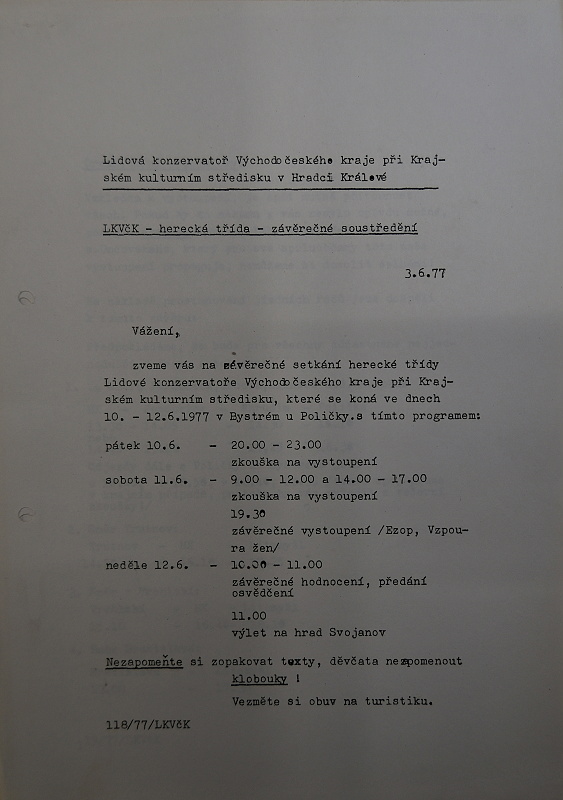 Lidová konzervatoř Východočeského kraje při Kraj-
ském kulturním středisku v Hradci Králové
LKVčK - herecká třída - závěrečné soustředění
3.6.77
Vážení,
zveme vás na závěrečné setkání herecké třídy
Lidové konzervatoře Východočeského kraje při Kraj-
ském kulturním středisku, které se koná ve dnech
10. - 12.6.1977 v Bystrém u Poličky.s tímto programem:
pátek 10.6. - 20.00 - 23.00
zkouška na vystoupení
sobota 11.6. - 9.00 - 12.00 a 14.00 - 17.00
zkouška na vystoupení
19.30
závěrečné vystoupení /Ezop, Vzpou-
ra žen/
neděle 12.6. - 10.00 - 11.00
závěrečné hodnocení, předání
osvědčení
11.00
výlet na hrad Svojanov
Nezapomeňte si zopakovat texty, děvčata nezapomenout
klobouky !
Vezměte si obuv na turistiku.
118/77/LKVčK